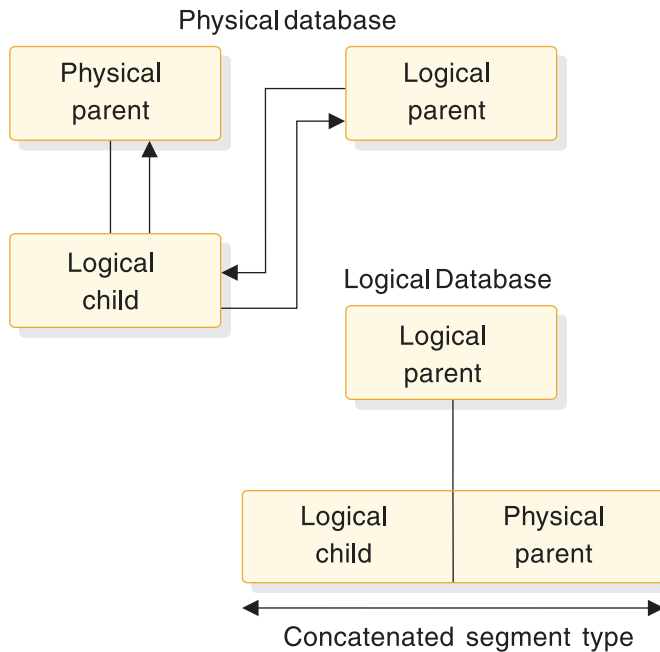 Physical database
Physical
parent
Logical
parent
Logical
child
Logical Database
Logical
parent
Logical
child
Physical
parent
Concatenated segment type